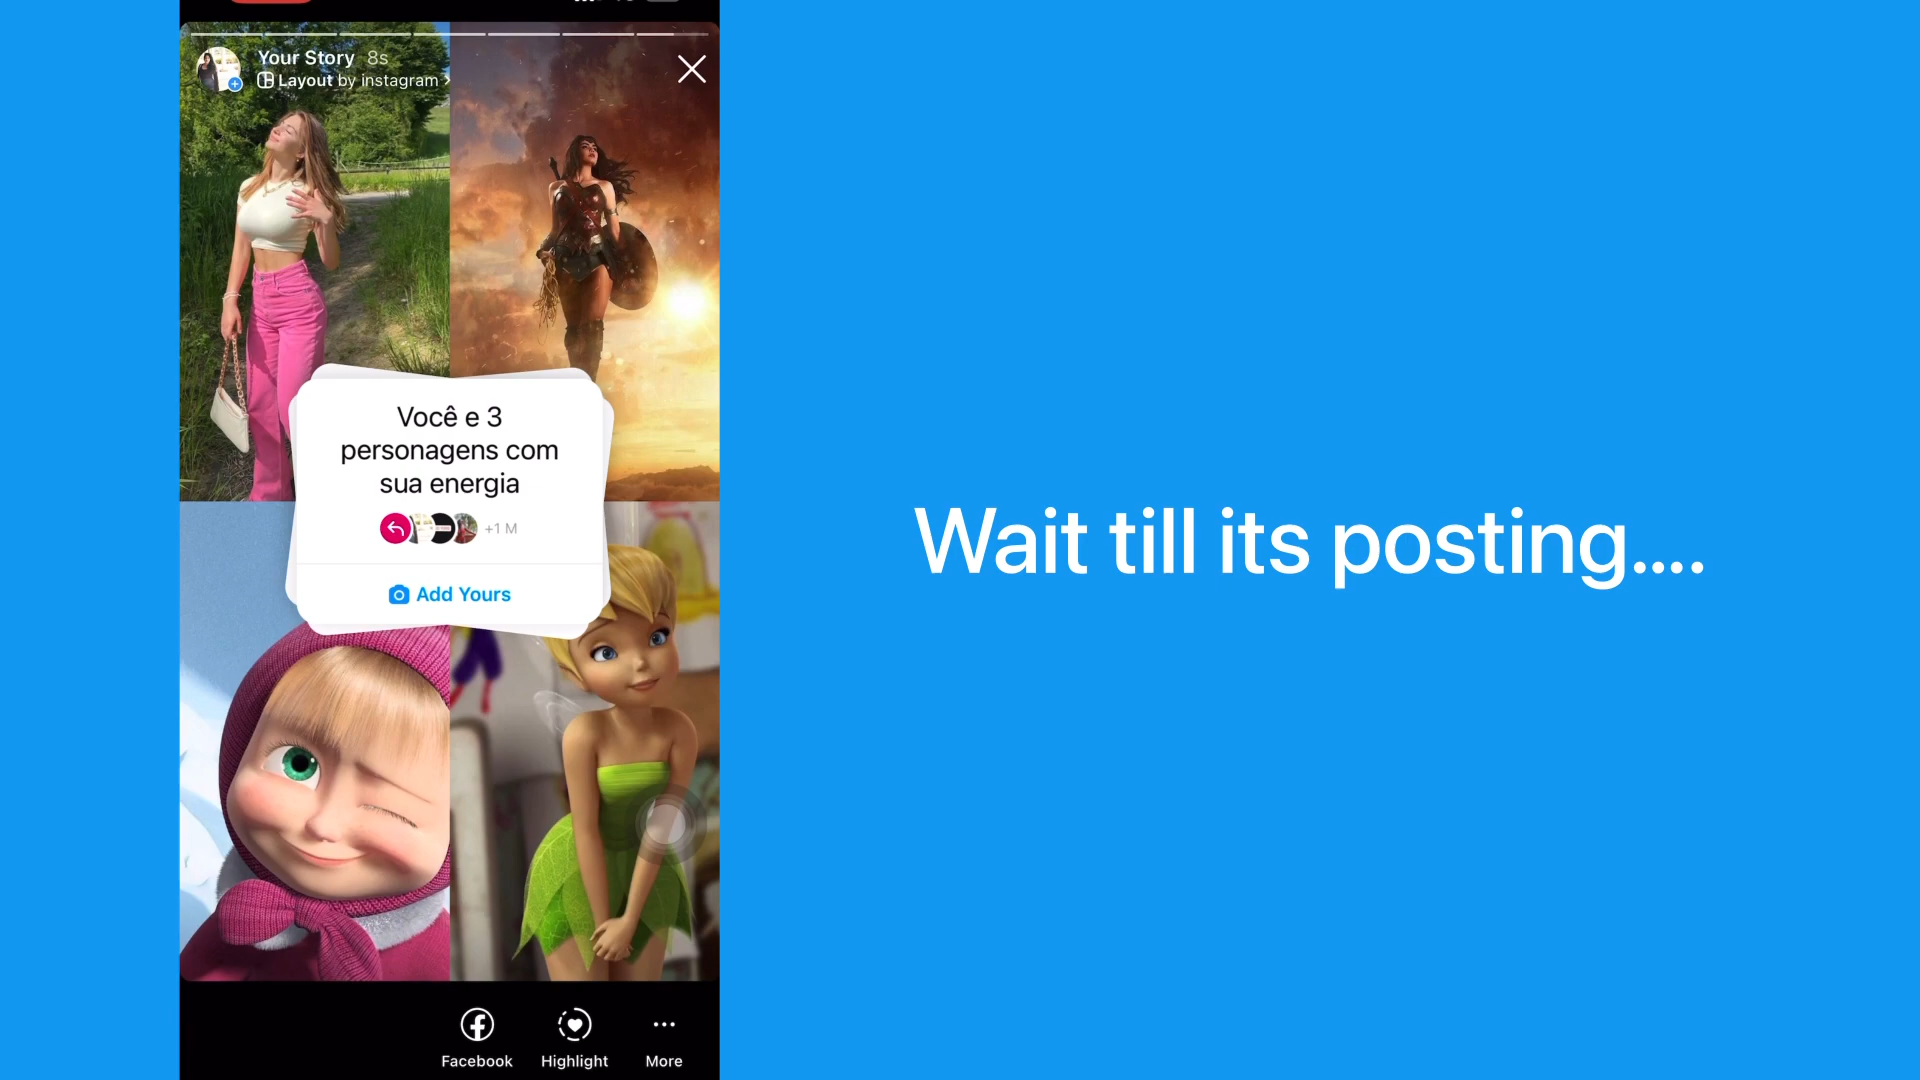 Your Story 8s
Layout by instagram
Você e 3
personagens com
sua energia
+1 M
Add Yours
Wait till its posting....
Facebook
Highlight
More